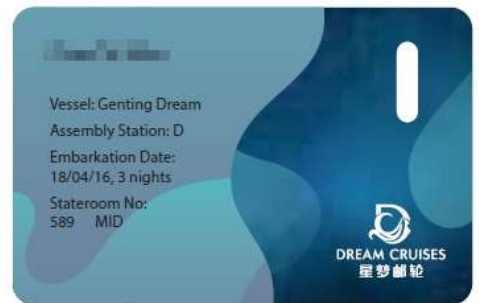 Vessel: Genting Dream
Assembly Station: D
Embarkation Date:
18/04/16, 3 nights
Stateroom No:
589 MID
DREAM CRUISES
星梦邮轮